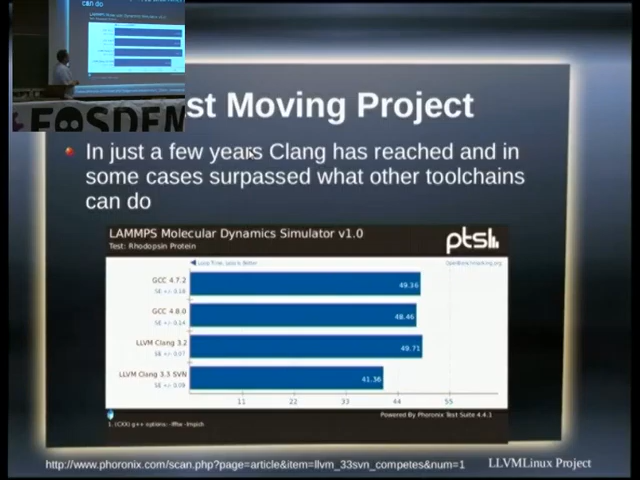 can do
FOSDEM
st Moving Project
In just a few years Clang has reached and in
some cases surpassed what other toolchains
can do
LAMMPS Molecular Dynamics Simulator v1.0
Test: Rhodopsin Protein
ptsl
OpenBenchmarking.org
GCC 4.7.2
49.36
GCC 4.8.0
48.46
LLVM Clang 3.2
49.71
LLVM Clang 3.3 SVN
41.36
11 22 33 44 55
Powered By Phoronix Test Suite 4.4.1
http://www.phoronix.com/scan.php?page=article&item=llvm_33svn_competes&num=1
LLVMLinux Project